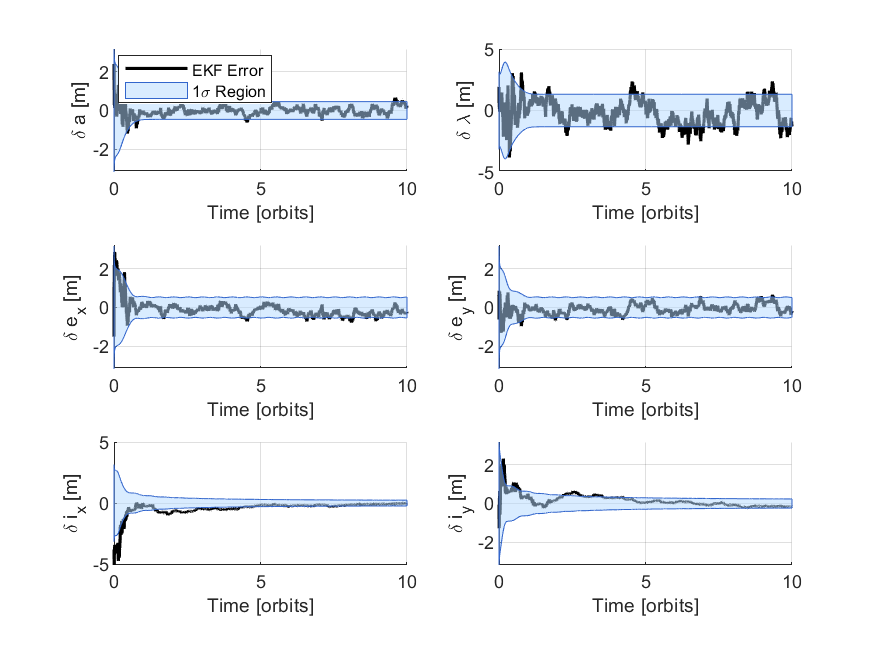 δ a [m]
2
0
-2
EKF Error
1σ Region
0
5
10
Time [orbits]
δ λ [m]
5
0
-5
0
5
10
Time [orbits]
δ e_x [m]
2
0
-2
0
5
10
Time [orbits]
δ e_y [m]
2
0
-2
0
5
10
Time [orbits]
δ i_x [m]
5
0
-5
0
5
10
Time [orbits]
δ i_y [m]
2
0
-2
0
5
10
Time [orbits]